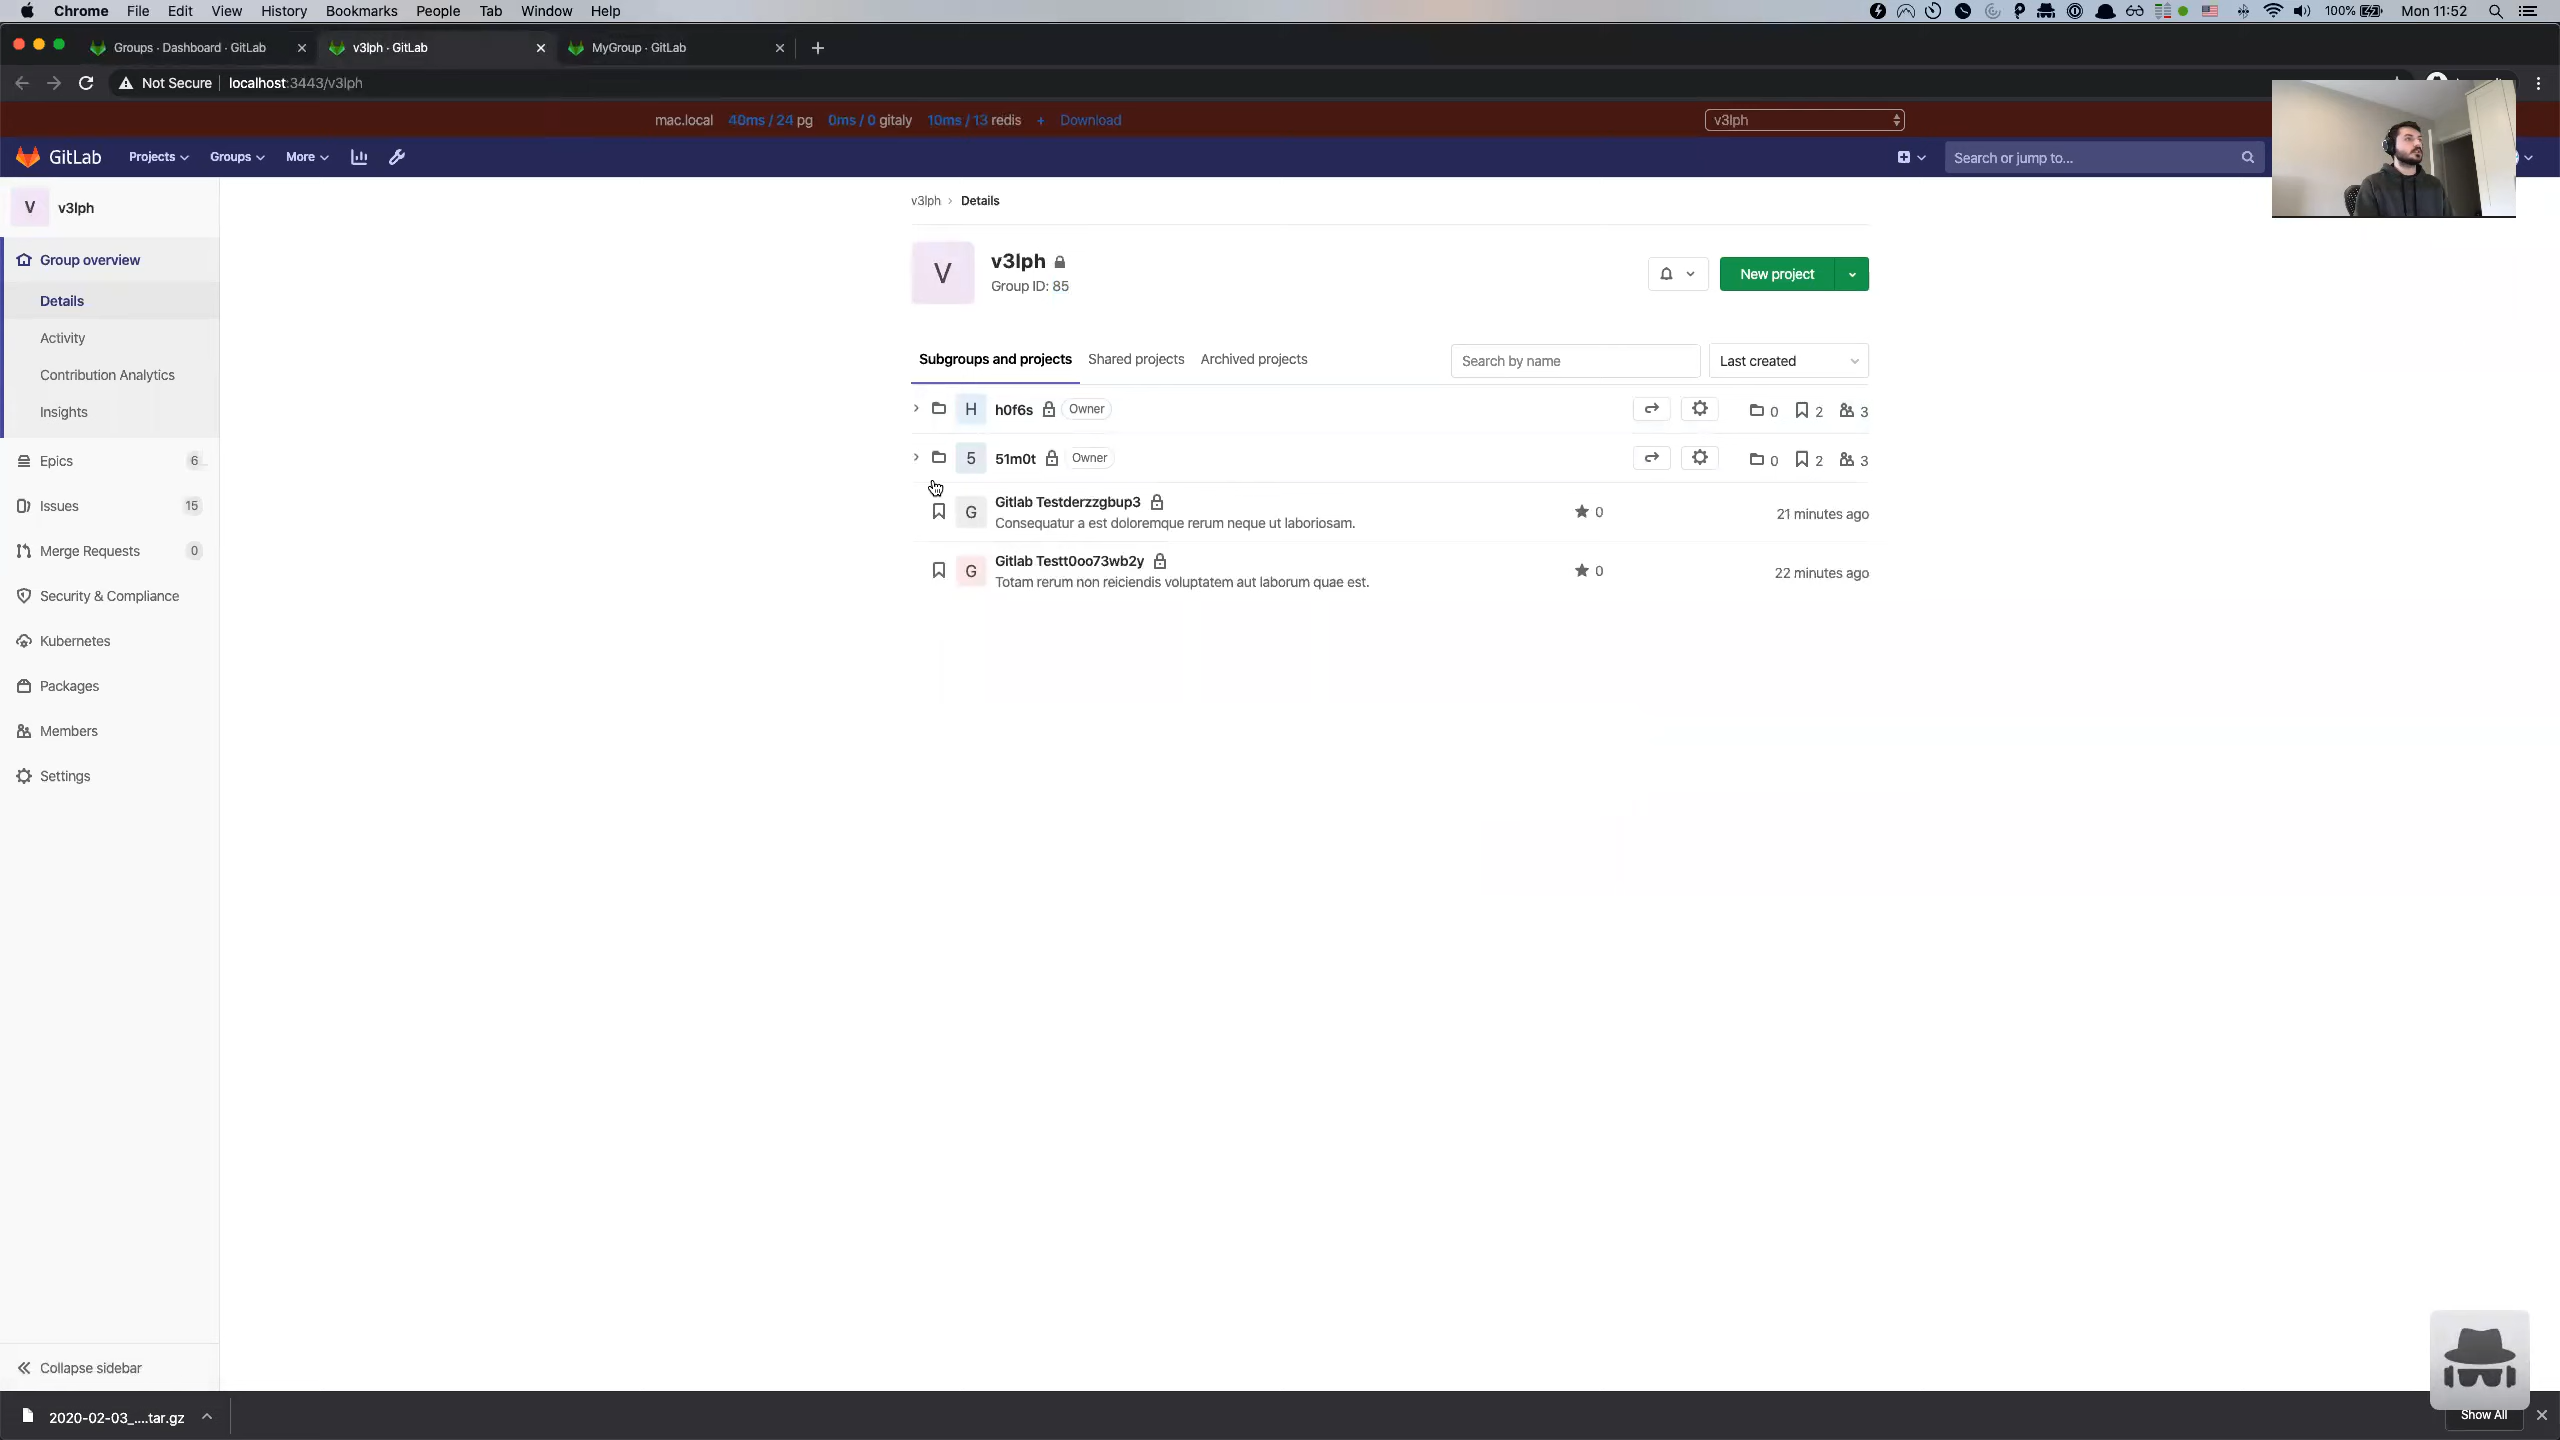 Chrome File Edit View History Bookmarks People Tab Window Help 100% Mon 11:52
Groups · Dashboard · GitLab v3lph · GitLab MyGroup · GitLab
Not Secure localhost:3443/v3lph
mac.local 40ms / 24 pg 0ms / 0 gitaly 10ms / 13 redis + Download v3lph
GitLab Projects Groups More Search or jump to...
V v3lph
Group overview
Details
Activity
Contribution Analytics
Insights
Epics 6
Issues 15
Merge Requests 0
Security & Compliance
Kubernetes
Packages
Members
Settings
Collapse sidebar
v3lph › Details
V v3lph
Group ID: 85
New project
Subgroups and projects Shared projects Archived projects Search by name Last created
H h0f6s Owner 0 2 3
5 51m0t Owner 0 2 3
G Gitlab Testderzzgbup3 0 21 minutes ago
Consequatur a est doloremque rerum neque ut laboriosam.
G Gitlab Testt0oo73wb2y 0 22 minutes ago
Totam rerum non reiciendis voluptatem aut laborum quae est.
2020-02-03_....tar.gz Show All